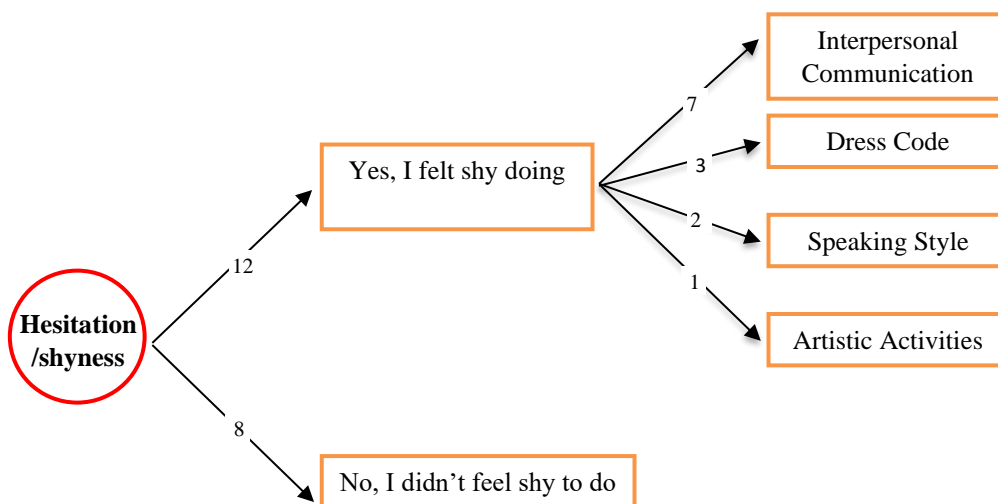 Interpersonal
Communication
7
Dress Code
3
Yes, I felt shy doing
2
Speaking Style
12
1
Hesitation
/shyness
Artistic Activities
8
No, I didn’t feel shy to do